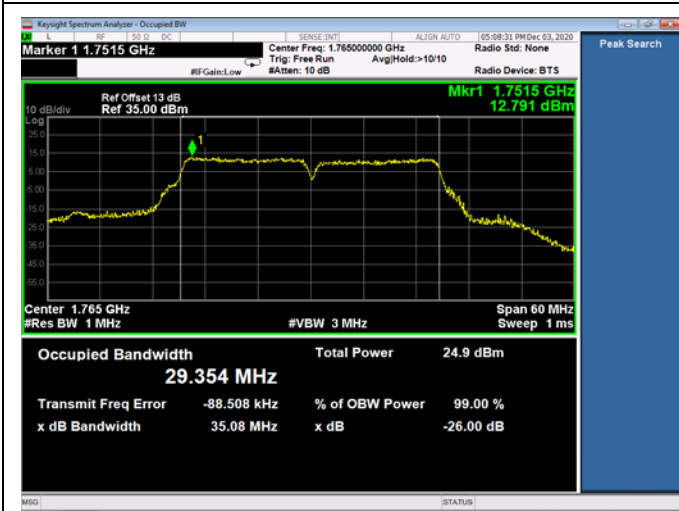 Keysight Spectrum Analyzer - Occupied BW
L RF 50 Ω DC SENSE:INT ALIGN AUTO 05:08:31 PM Dec 03, 2020
Marker 1 1.7515 GHz Center Freq: 1.765000000 GHz Radio Std: None Peak Search
Trig: Free Run Avg|Hold:>10/10
#IFGain:Low #Atten: 10 dB Radio Device: BTS
Mkr1 1.7515 GHz
Ref Offset 13 dB
10 dB/div Ref 35.00 dBm 12.791 dBm
Log
25.0
1
15.0
5.00
-5.00
-15.0
-25.0
-35.0
-45.0
-55.0
Center 1.765 GHz Span 60 MHz
#Res BW 1 MHz #VBW 3 MHz Sweep 1 ms
Occupied Bandwidth Total Power 24.9 dBm
29.354 MHz
Transmit Freq Error -88.508 kHz % of OBW Power 99.00 %
x dB Bandwidth 35.08 MHz x dB -26.00 dB
MSG STATUS